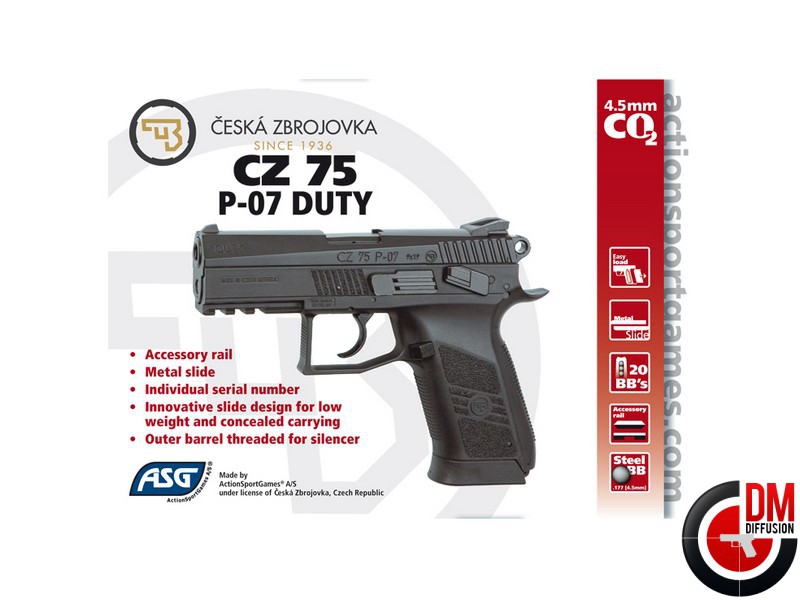 ČESKÁ ZBROJOVKA
SINCE 1936
CZ 75
P-07 DUTY
CZ 75 P-07 9x19
• Accessory rail
• Metal slide
• Individual serial number
• Innovative slide design for low
weight and concealed carrying
• Outer barrel threaded for silencer
ASG
ActionSportGames® A/S
Made by
ActionSportGames® A/S
under license of Česká Zbrojovka, Czech Republic
4.5mm
CO2
Easy
load
Metal
Slide
20
BB's
Accessory
rail
Steel
BB
.177 (4.5mm)
actionsportgames.com
DM
DIFFUSION